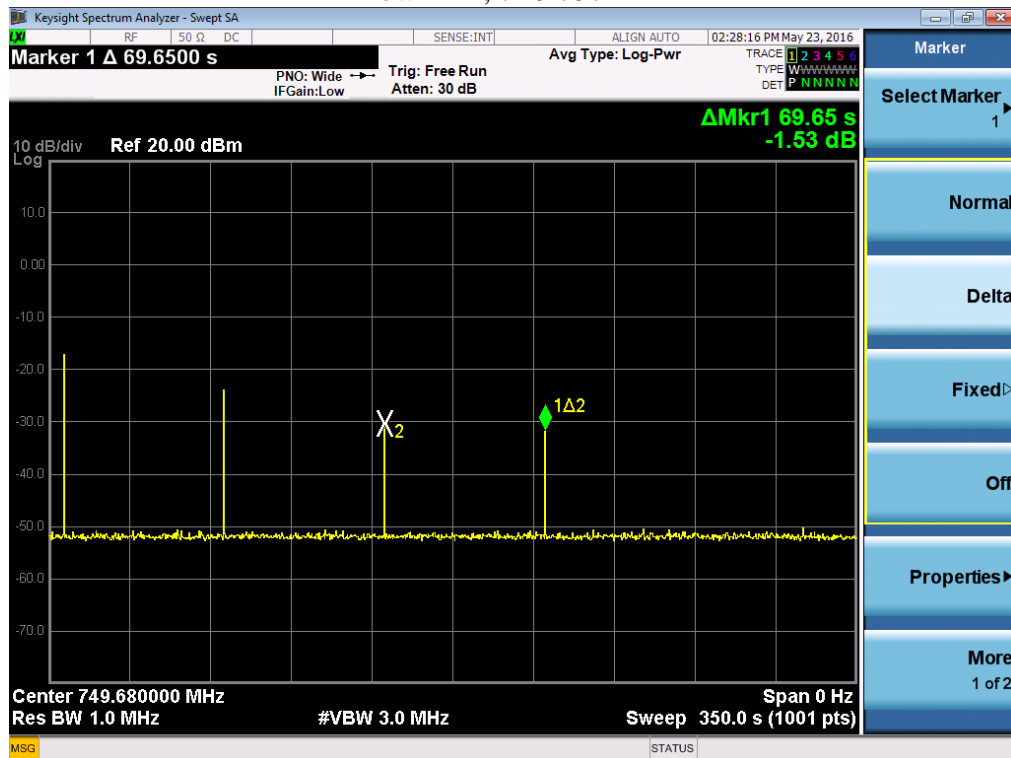 Keysight Spectrum Analyzer - Swept SA
LXI RF 50 Ω DC SENSE:INT ALIGN AUTO 02:28:16 PM May 23, 2016
Marker 1 Δ 69.6500 s
PNO: Wide
IFGain:Low
Trig: Free Run
Atten: 30 dB
Avg Type: Log-Pwr
TRACE 1 2 3 4 5 6
TYPE WWWWWW
DET P N N N N N
ΔMkr1 69.65 s
-1.53 dB
10 dB/div Ref 20.00 dBm
Log
10.0
0.00
-10.0
-20.0
-30.0
-40.0
-50.0
-60.0
-70.0
X2
1Δ2
Center 749.680000 MHz Span 0 Hz
Res BW 1.0 MHz #VBW 3.0 MHz Sweep 350.0 s (1001 pts)
MSG STATUS
Marker
Select Marker
1
Normal
Delta
Fixed
Off
Properties
More
1 of 2